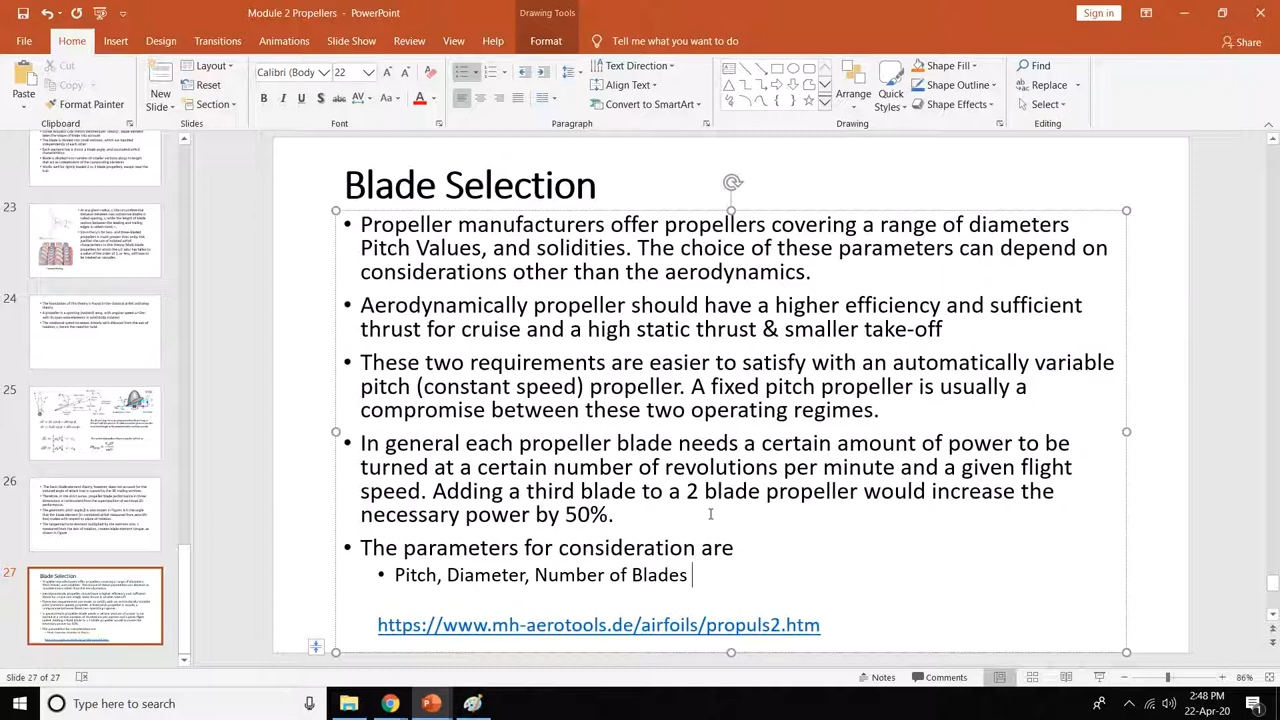 Module 2 Propellers - PowerPoint
Drawing Tools
Sign in
File Home Insert Design Transitions Animations Slide Show Review View Help Format Tell me what you want to do Share
Paste
Cut
Copy
Format Painter
Clipboard
New Slide
Layout
Reset
Section
Slides
Calibri (Body 22
B I U S abc AV Aa A
Font
Text Direction
Align Text
Convert to SmartArt
Paragraph
Arrange
Quick Styles
Shape Fill
Shape Outline
Shape Effects
Drawing
Find
Replace
Select
Editing
23
24
25
26
27
Blade Selection
• Propeller manufacturers offer propellers covering a range of diameters
Pitch Values, and solidities. The choice of these parameters can depend on
considerations other than the aerodynamics.
• Aerodynamically propeller should have a higher efficiency and sufficient
thrust for cruise and a high static thrust & smaller take-off
• These two requirements are easier to satisfy with an automatically variable
pitch (constant speed) propeller. A fixed pitch propeller is usually a
compromise between these two operating regimes.
• In general each propeller blade needs a certain amount of power to be
turned at a certain number of revolutions per minute and a given flight
speed. Adding a third blade to a 2 blade propeller would increase the
necessary power by 50%.
• The parameters for consideration are
• Pitch, Diameter, Number of Blades
https://www.mh-aerotools.de/airfoils/propuls2.htm
Slide 27 of 27
Notes
Comments
86%
Type here to search
2:48 PM
22-Apr-20